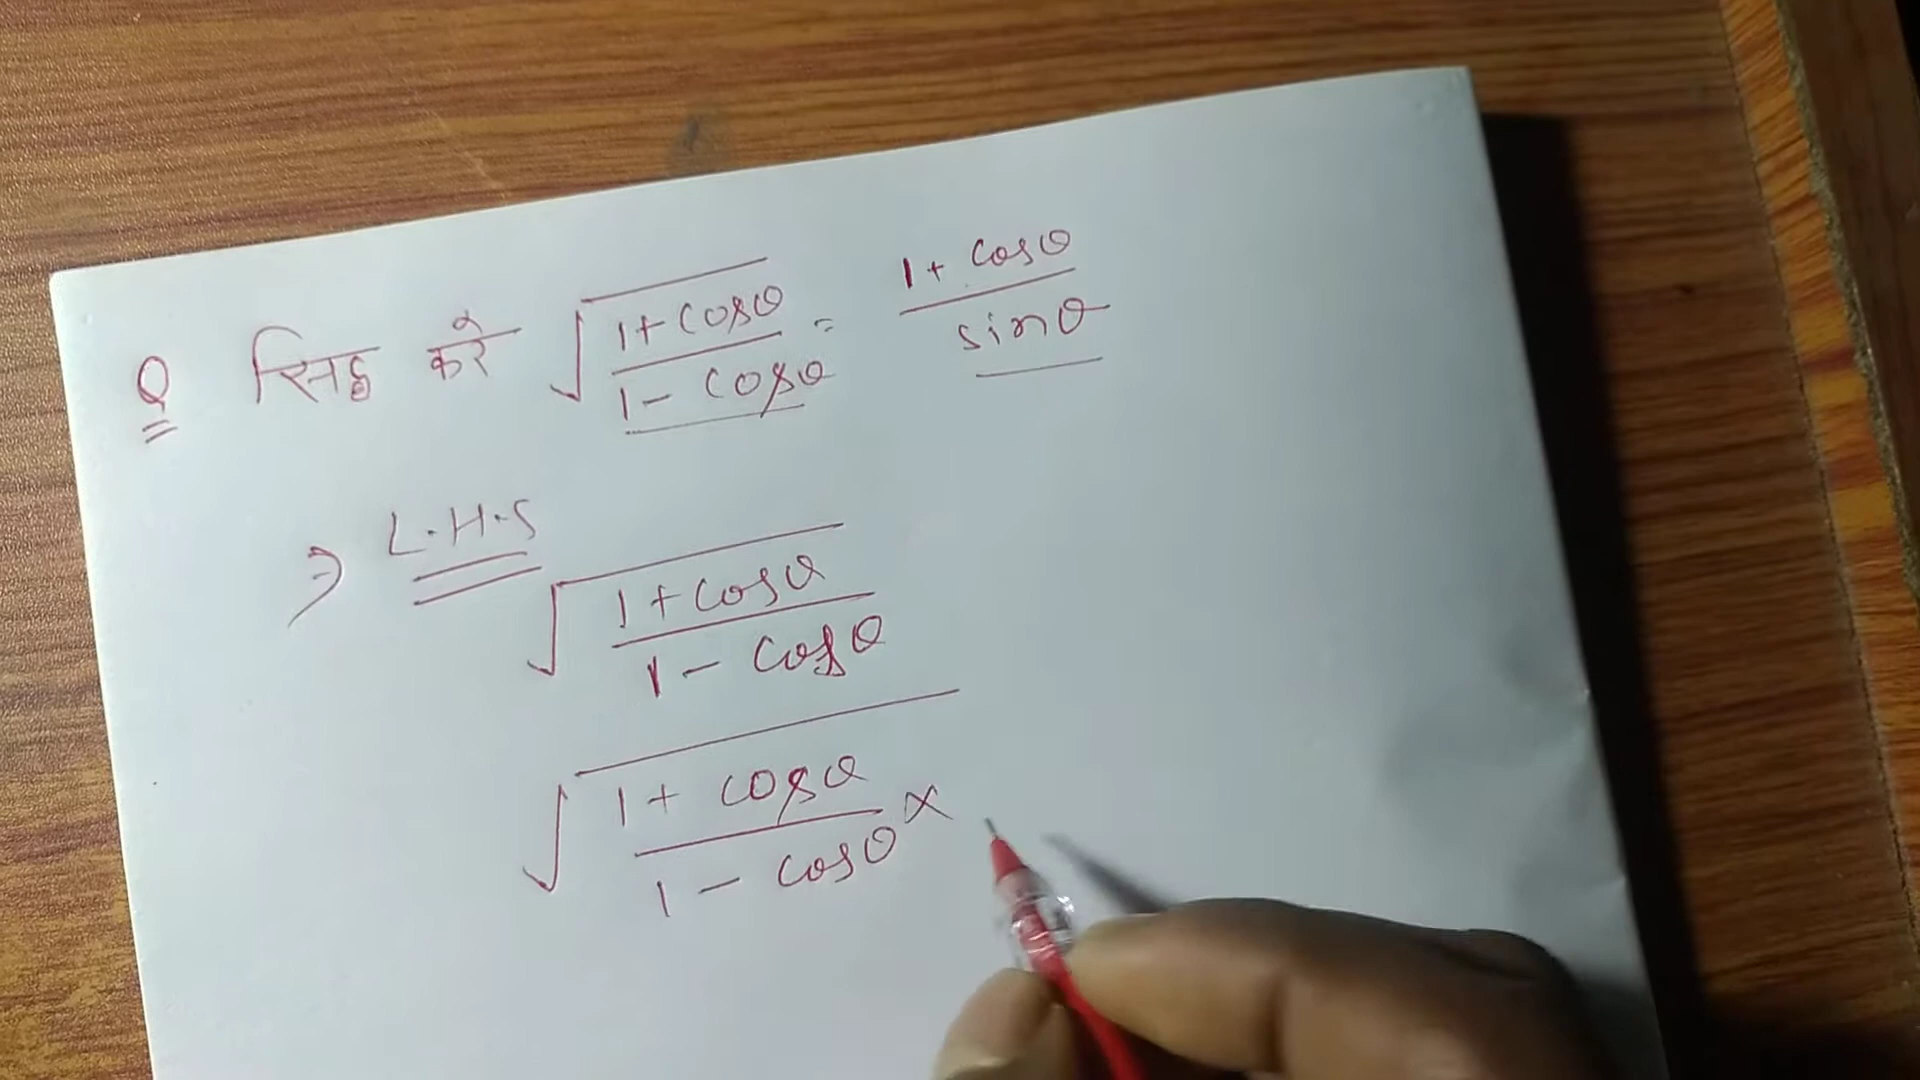 Q सिद्ध करे √(1+cosθ)/(1-cosθ) = (1+cosθ)/sinθ
⇒ L.H.S
√(1+cosθ)/(1-cosθ)
√(1+cosθ)/(1-cosθ) ×